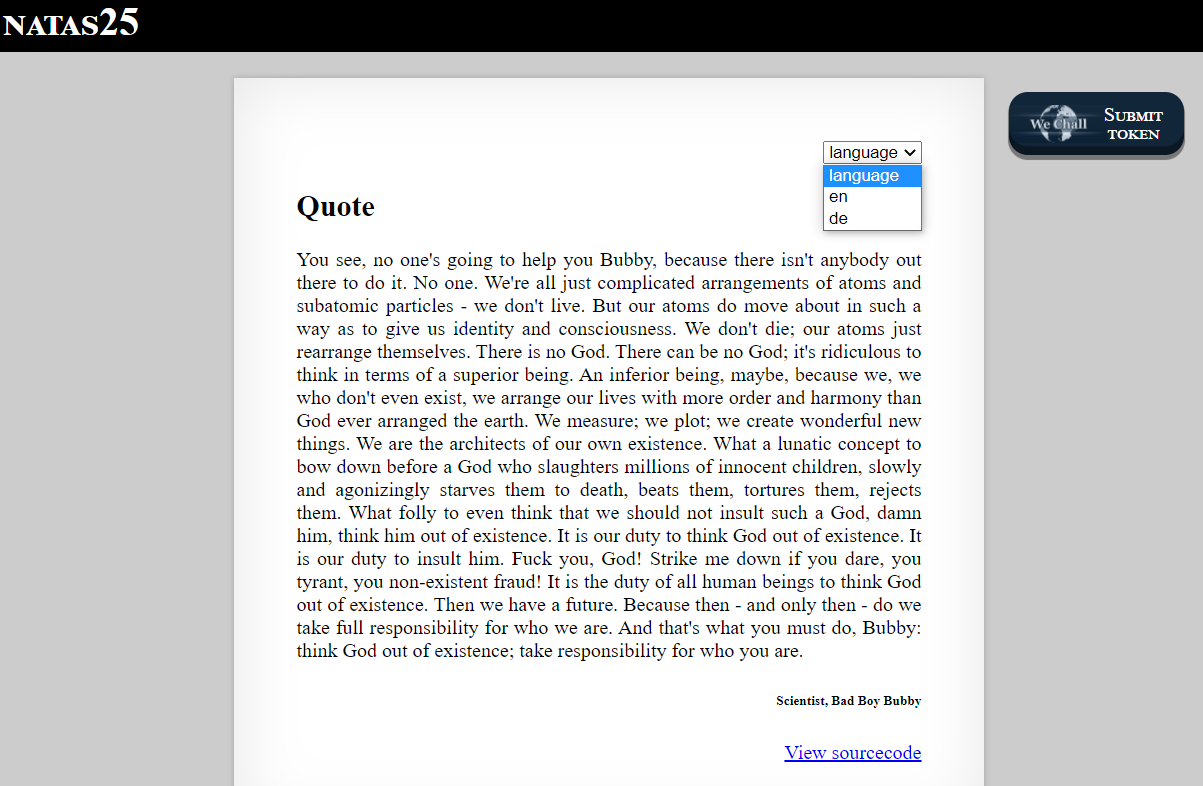 NATAS25
We Chall
SUBMIT
TOKEN
language
language
en
de
Quote
You see, no one's going to help you Bubby, because there isn't anybody out
there to do it. No one. We're all just complicated arrangements of atoms and
subatomic particles - we don't live. But our atoms do move about in such a
way as to give us identity and consciousness. We don't die; our atoms just
rearrange themselves. There is no God. There can be no God; it's ridiculous to
think in terms of a superior being. An inferior being, maybe, because we, we
who don't even exist, we arrange our lives with more order and harmony than
God ever arranged the earth. We measure; we plot; we create wonderful new
things. We are the architects of our own existence. What a lunatic concept to
bow down before a God who slaughters millions of innocent children, slowly
and agonizingly starves them to death, beats them, tortures them, rejects
them. What folly to even think that we should not insult such a God, damn
him, think him out of existence. It is our duty to think God out of existence. It
is our duty to insult him. Fuck you, God! Strike me down if you dare, you
tyrant, you non-existent fraud! It is the duty of all human beings to think God
out of existence. Then we have a future. Because then - and only then - do we
take full responsibility for who we are. And that's what you must do, Bubby:
think God out of existence; take responsibility for who you are.
Scientist, Bad Boy Bubby
View sourcecode